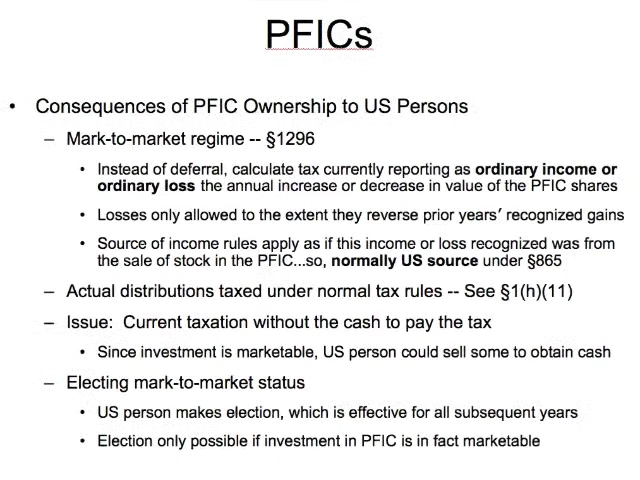 PFICs
• Consequences of PFIC Ownership to US Persons
– Mark-to-market regime -- §1296
• Instead of deferral, calculate tax currently reporting as ordinary income or
ordinary loss the annual increase or decrease in value of the PFIC shares
• Losses only allowed to the extent they reverse prior years’ recognized gains
• Source of income rules apply as if this income or loss recognized was from
the sale of stock in the PFIC...so, normally US source under §865
– Actual distributions taxed under normal tax rules -- See §1(h)(11)
– Issue: Current taxation without the cash to pay the tax
• Since investment is marketable, US person could sell some to obtain cash
– Electing mark-to-market status
• US person makes election, which is effective for all subsequent years
• Election only possible if investment in PFIC is in fact marketable